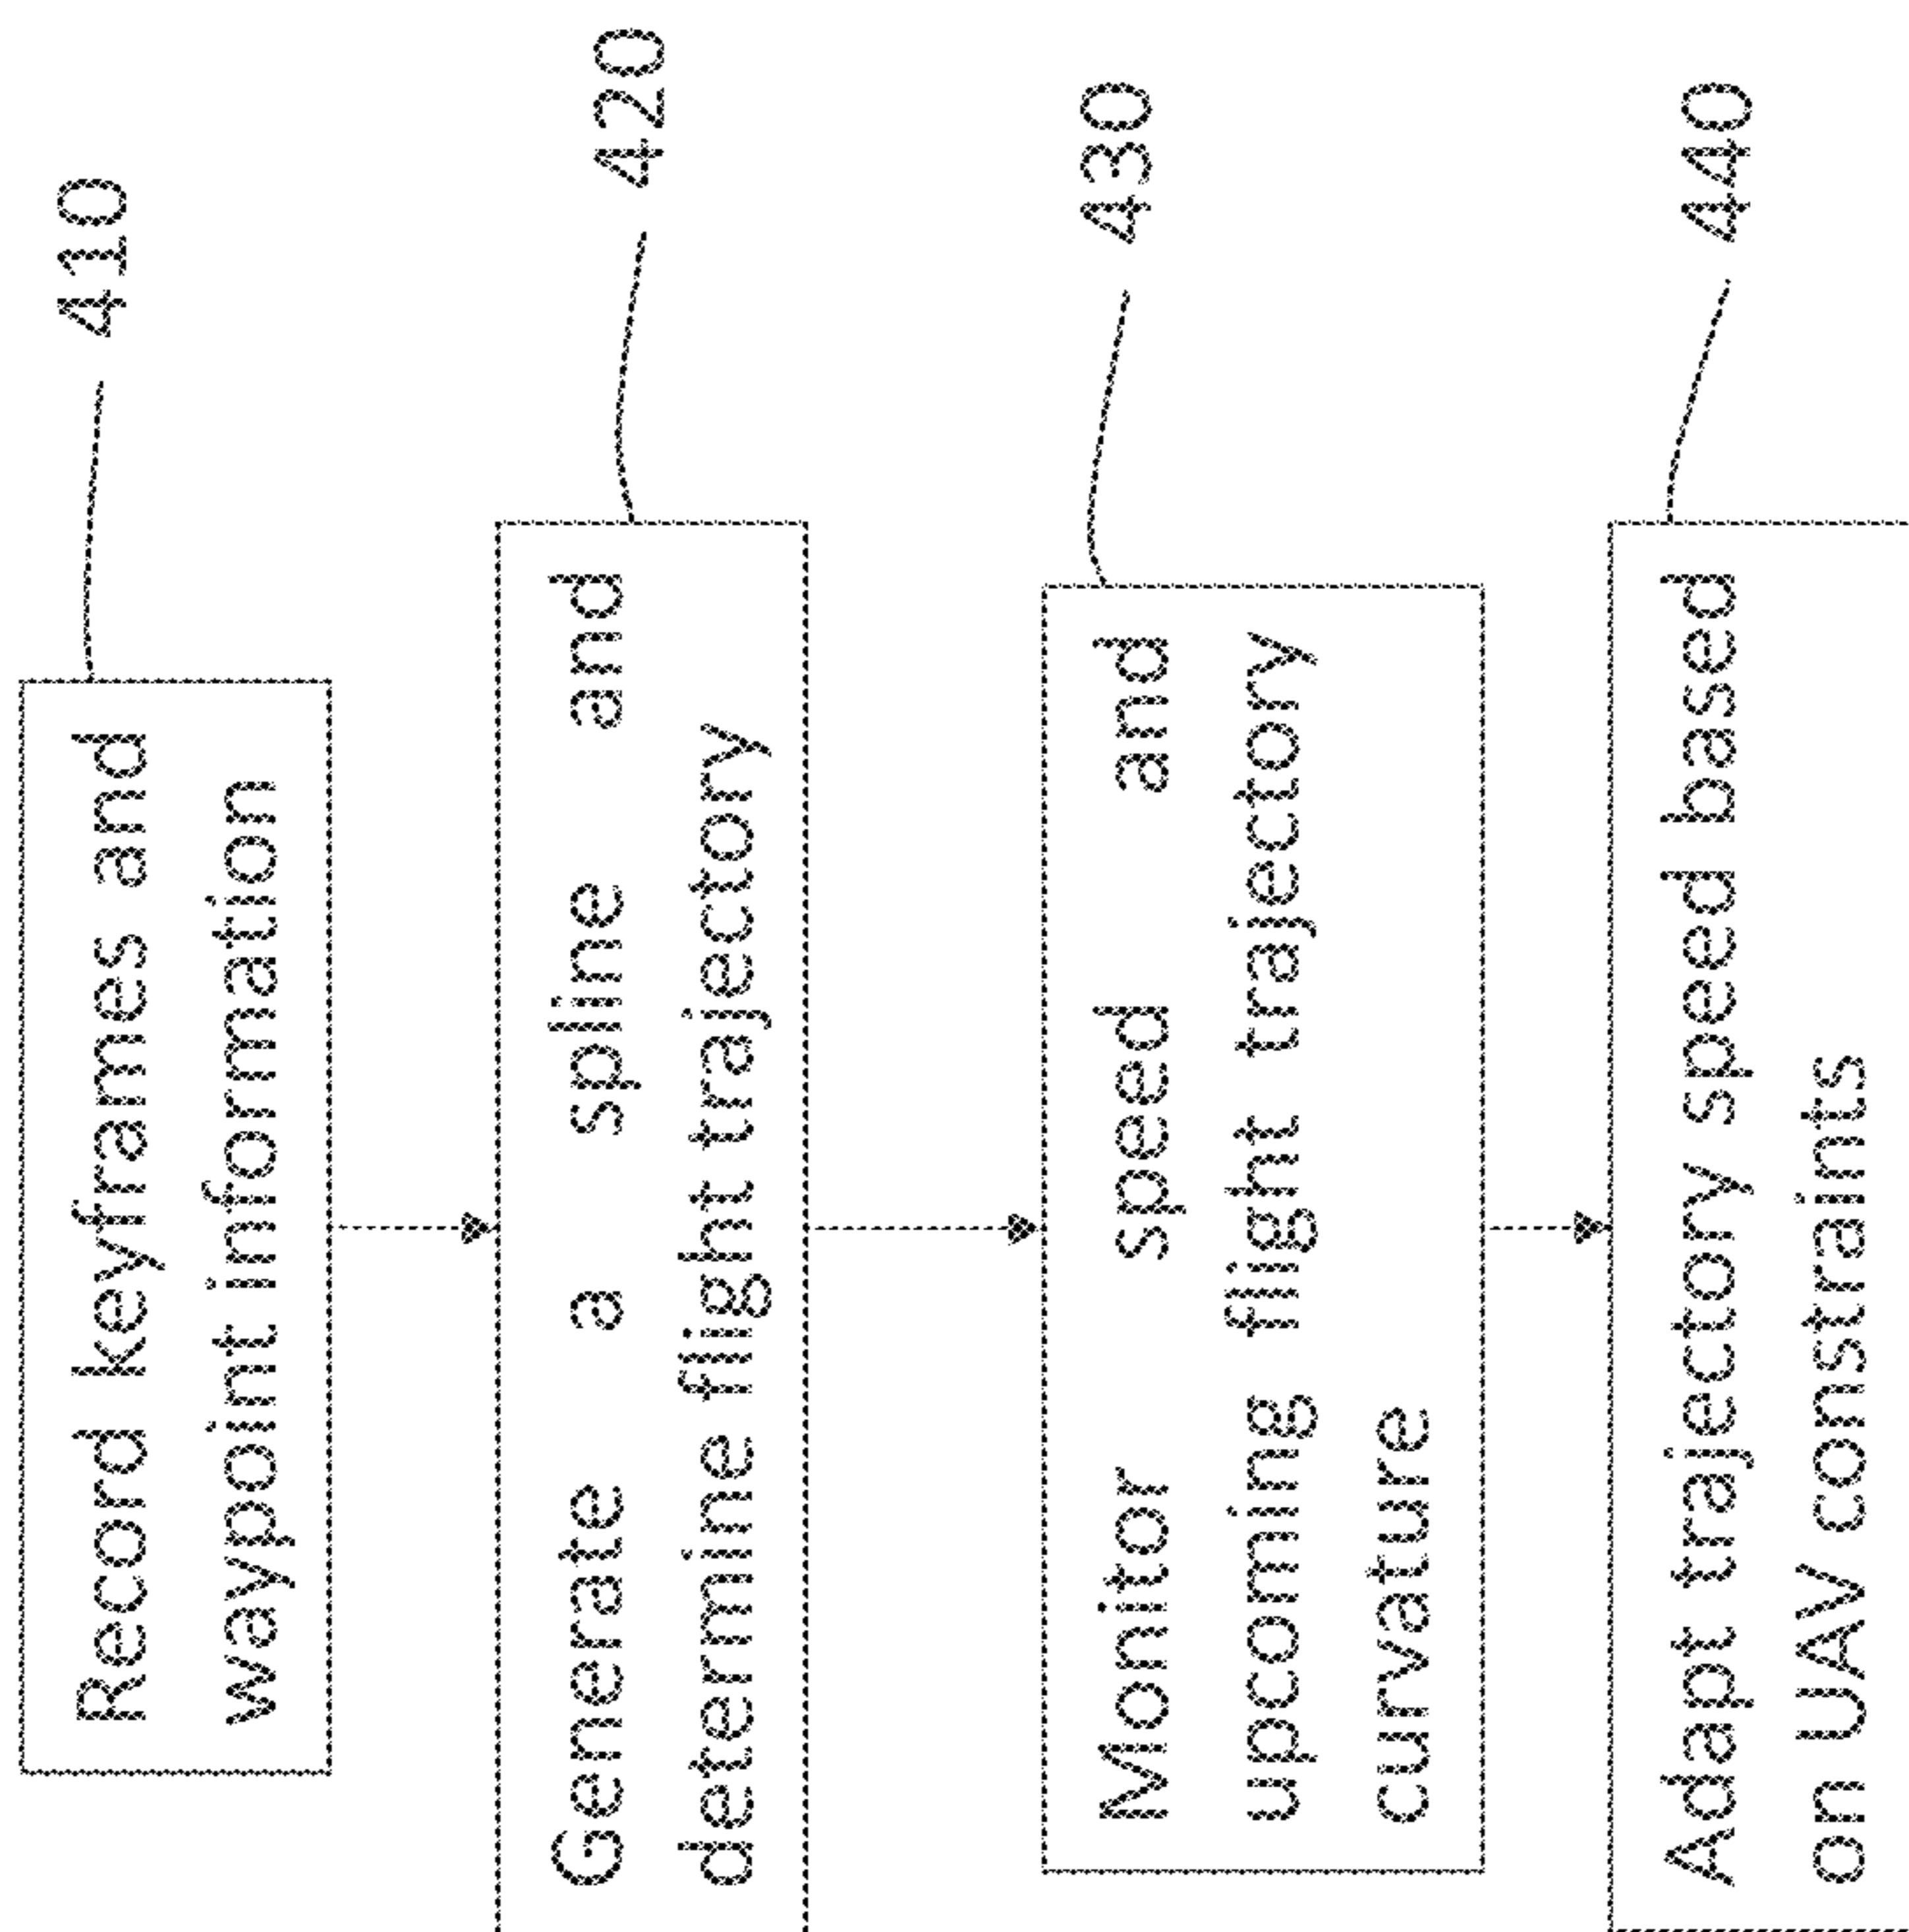 410
Record keyframes and
waypoint information
420
Generate a spline and
determine flight trajectory
430
Monitor speed and
upcoming flight trajectory
curvature
440
Adapt trajectory speed based
on UAV constraints